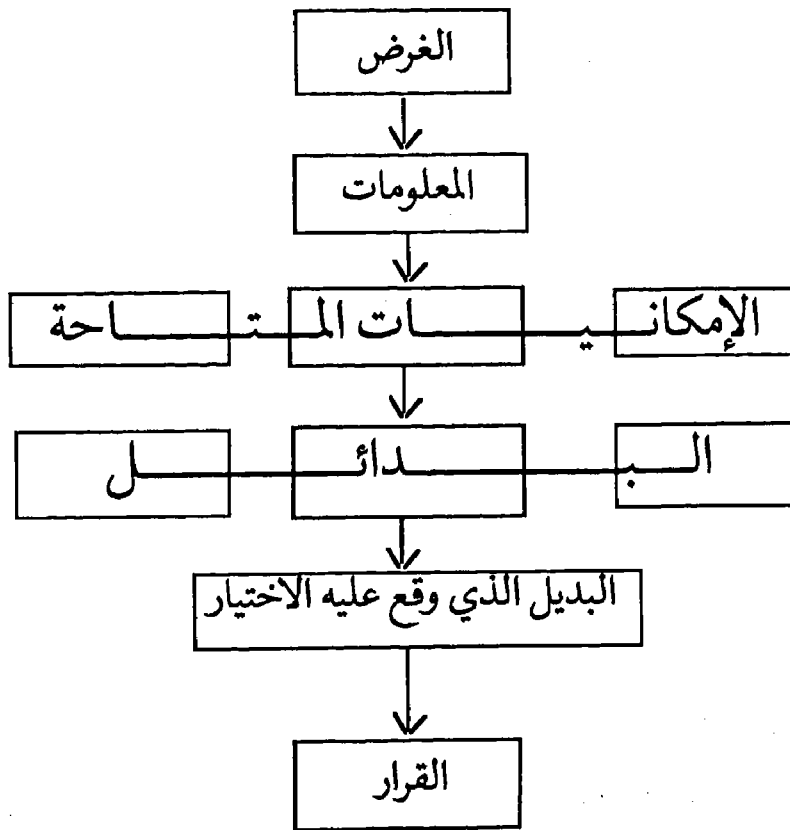 الغرض
المعلومات
الإمكانيات المتاحة
البدائل
البديل الذي وقع عليه الاختيار
القرار